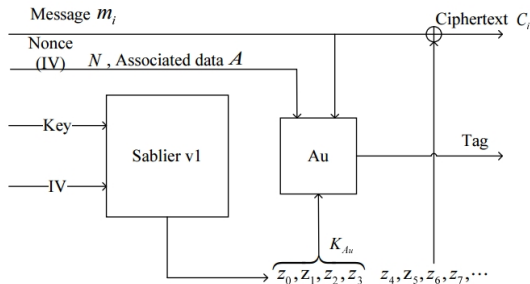 Message m_i
Ciphertext C_i
Nonce
(IV) N , Associated data A
Key
Sablier v1
Au
Tag
IV
K_{Au}
z_0, z_1, z_2, z_3 z_4, z_5, z_6, z_7, ⋯